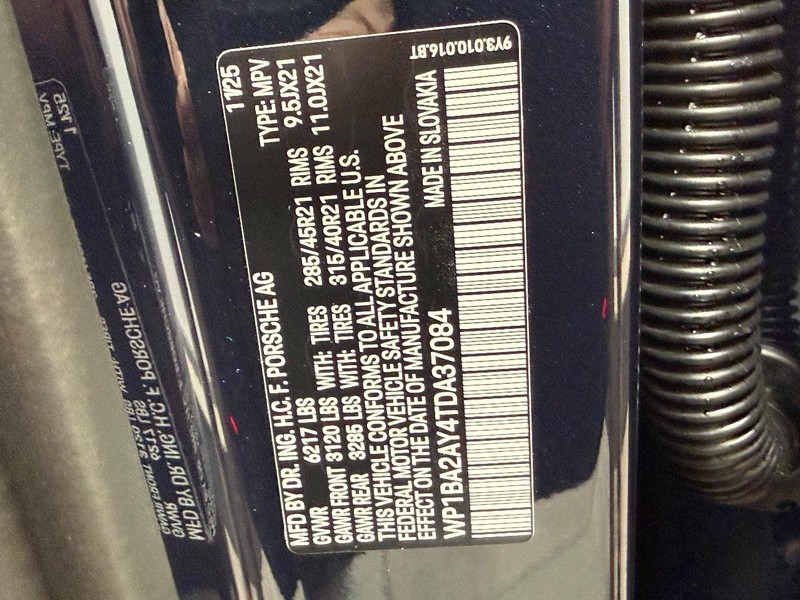 11/25
MFD BY DR. ING. H.C. F. PORSCHE AG TYPE: MPV
GVWR 6217 LBS
GAWR FRONT 3120 LBS WITH: TIRES 285/45R21 RIMS 9.5JX21
GAWR REAR 3285 LBS WITH: TIRES 315/40R21 RIMS 11.0JX21
THIS VEHICLE CONFORMS TO ALL APPLICABLE U.S.
FEDERAL MOTOR VEHICLE SAFETY STANDARDS IN
EFFECT ON THE DATE OF MANUFACTURE SHOWN ABOVE
WP1BA2AY4TDA37084 MADE IN SLOVAKIA
9Y3.010.016.BT